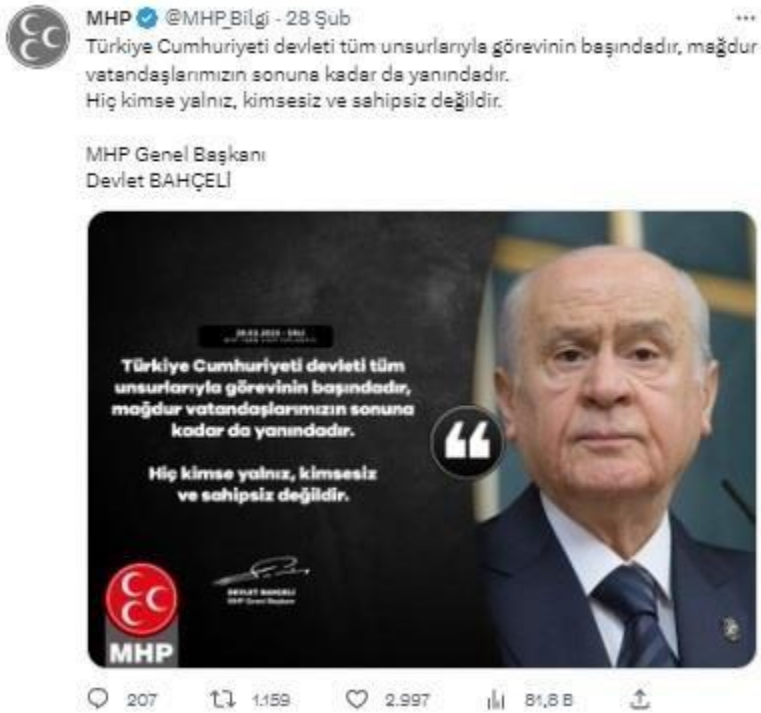 MHP @MHP_Bilgi · 28 Şub
Türkiye Cumhuriyeti devleti tüm unsurlarıyla görevinin başındadır, mağdur
vatandaşlarımızın sonuna kadar da yanındadır.
Hiç kimse yalnız, kimsesiz ve sahipsiz değildir.
MHP Genel Başkanı
Devlet BAHÇELİ
Türkiye Cumhuriyeti devleti tüm
unsurlarıyla görevinin başındadır,
mağdur vatandaşlarımızın sonuna
kadar da yanındadır.
Hiç kimse yalnız, kimsesiz
ve sahipsiz değildir.
DEVLET BAHÇELİ
MHP Genel Başkanı
MHP
207 1.159 2.997 81,8 B